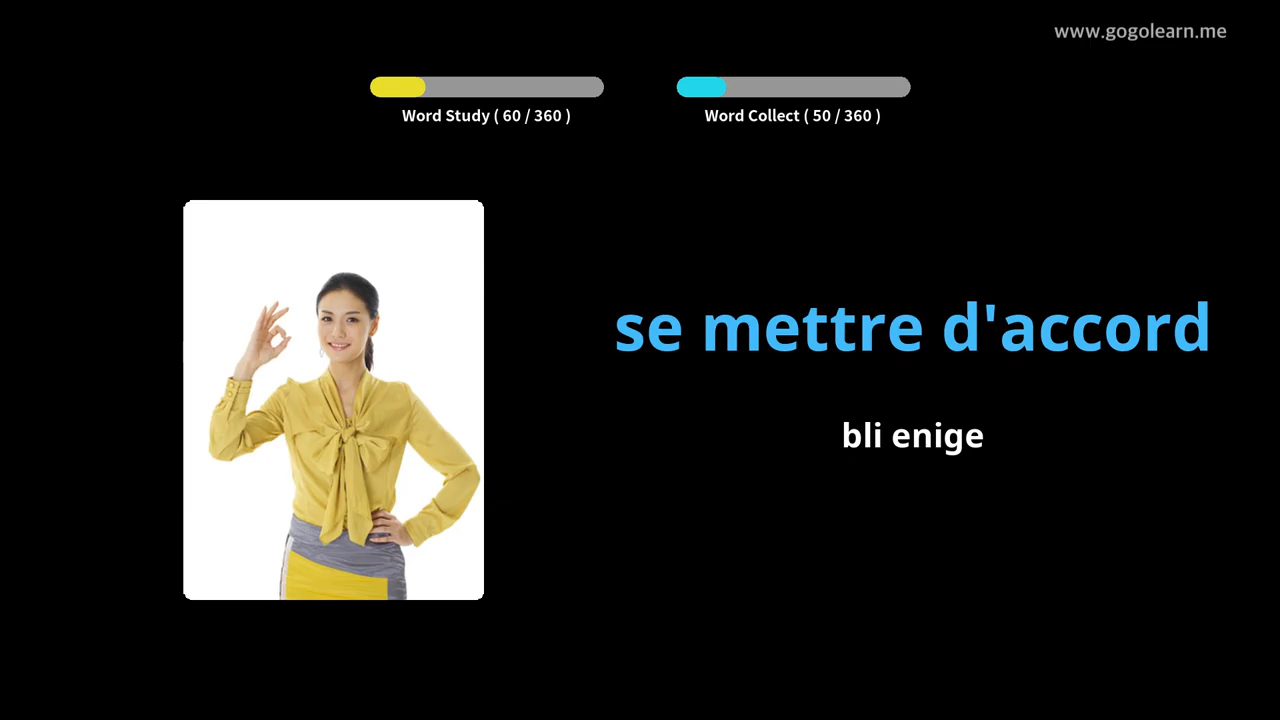 www.gogolearn.me
Word Study ( 60 / 360 )
Word Collect ( 50 / 360 )
se mettre d'accord
bli enige